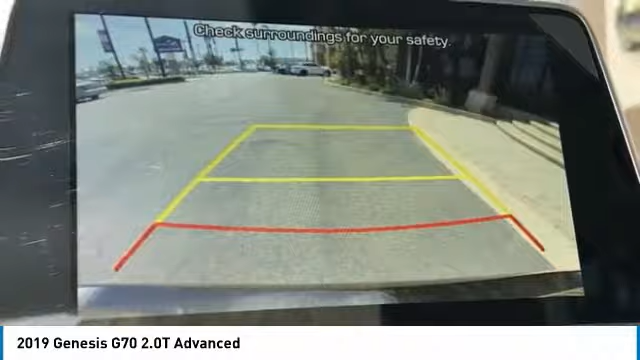 Check surroundings for your safety.
2019 Genesis G70 2.0T Advanced